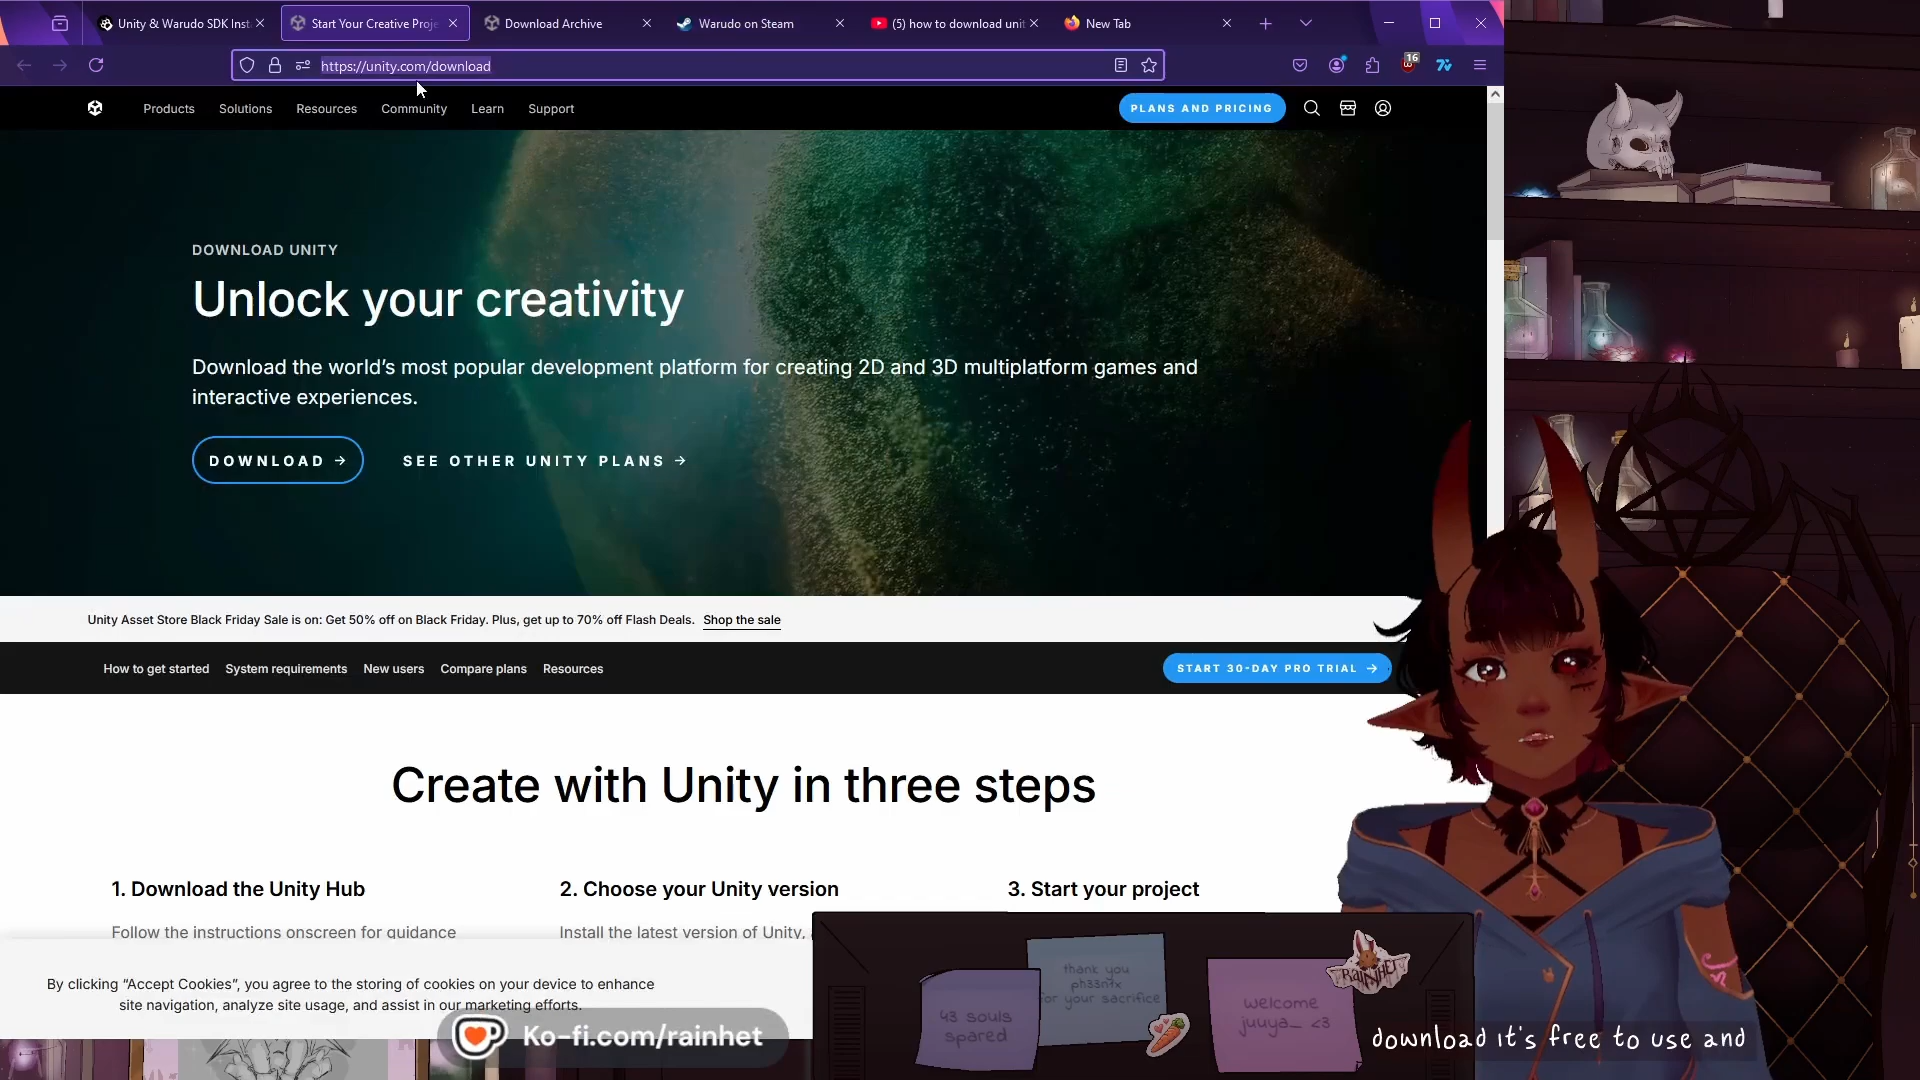 Unity & Warudo SDK Inst
Start Your Creative Proje
Download Archive
Warudo on Steam
(5) how to download unit
New Tab
https://unity.com/download
16
Products
Solutions
Resources
Community
Learn
Support
PLANS AND PRICING
DOWNLOAD UNITY
Unlock your creativity
Download the world’s most popular development platform for creating 2D and 3D multiplatform games and
interactive experiences.
DOWNLOAD →
SEE OTHER UNITY PLANS →
Unity Asset Store Black Friday Sale is on: Get 50% off on Black Friday. Plus, get up to 70% off Flash Deals. Shop the sale
How to get started
System requirements
New users
Compare plans
Resources
START 30-DAY PRO TRIAL →
Create with Unity in three steps
1. Download the Unity Hub
2. Choose your Unity version
3. Start your project
Follow the instructions onscreen for guidance
Install the latest version of Unity,
By clicking “Accept Cookies”, you agree to the storing of cookies on your device to enhance
site navigation, analyze site usage, and assist in our marketing efforts.
Ko-fi.com/rainhet
43 souls
spared
thank you
ph33n1x
for your sacrifice
welcome
juuya_ <3
RAINHET
download it's free to use and